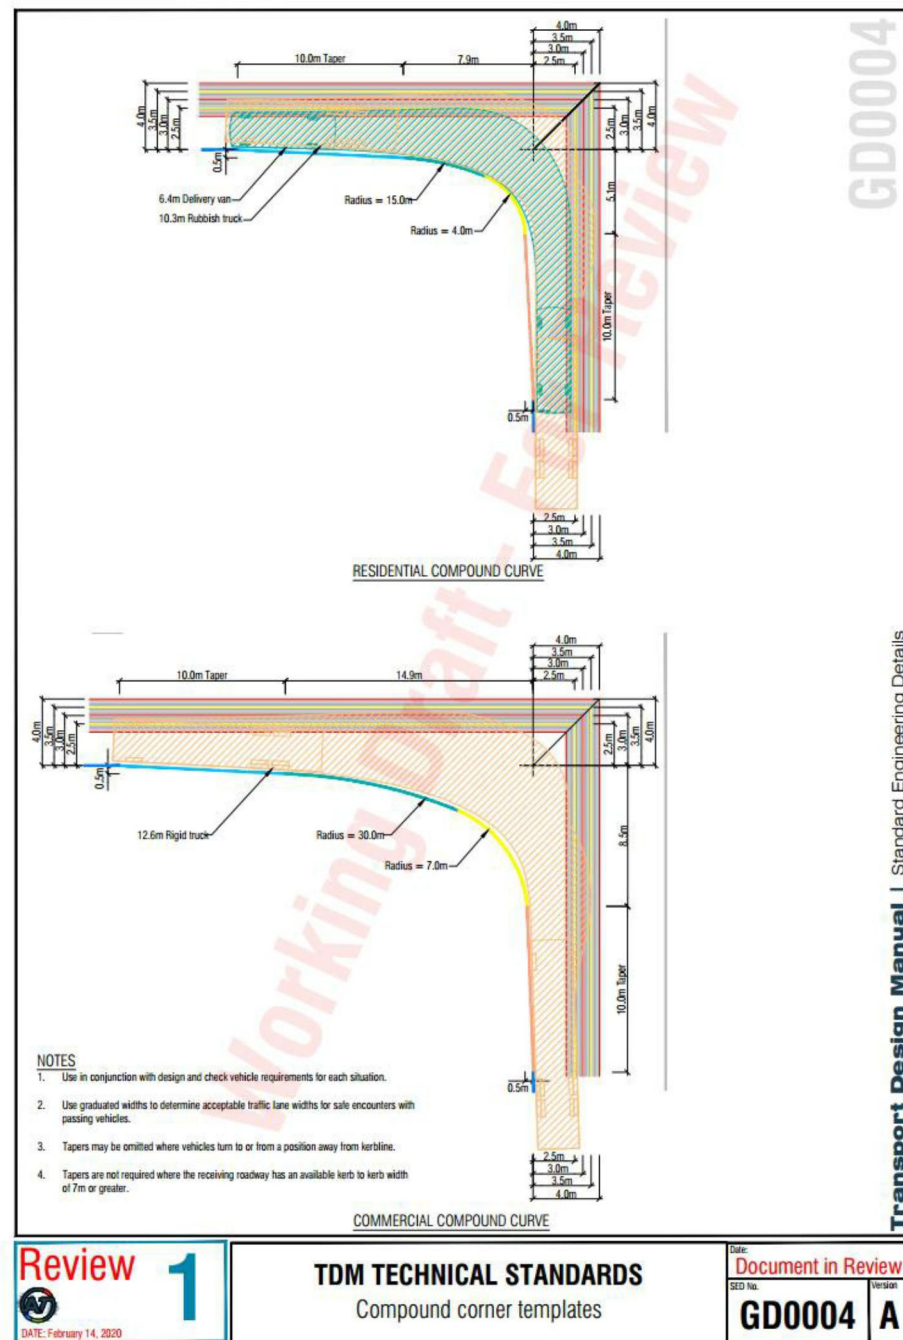 GD0004
4.0m
3.5m
3.0m
10.0m Taper 7.9m 2.5m
4.0m 3.5m 3.0m 2.5m
2.5m 3.0m 3.5m 4.0m
0.5m
5.1m
6.4m Delivery van
Radius = 15.0m
10.3m Rubbish truck
Radius = 4.0m
10.0m Taper
0.5m
2.5m
3.0m
3.5m
4.0m
RESIDENTIAL COMPOUND CURVE
Working Draft - For Review
4.0m
3.5m
3.0m
10.0m Taper 14.9m 2.5m
4.0m 3.5m 3.0m 2.5m
2.5m 3.0m 3.5m 4.0m
0.5m
12.6m Rigid truck
Radius = 30.0m
8.5m
Radius = 7.0m
10.0m Taper
0.5m
2.5m
3.0m
3.5m
4.0m
NOTES
1. Use in conjunction with design and check vehicle requirements for each situation.
2. Use graduated widths to determine acceptable traffic lane widths for safe encounters with
passing vehicles.
3. Tapers may be omitted where vehicles turn to or from a position away from kerbline.
4. Tapers are not required where the receiving roadway has an available kerb to kerb width
of 7m or greater.
COMMERCIAL COMPOUND CURVE
Transport Design Manual | Standard Engineering Details
Review 1
AT
DATE: February 14, 2020
TDM TECHNICAL STANDARDS
Compound corner templates
Date:
Document in Review
SED No. Version
GD0004 A